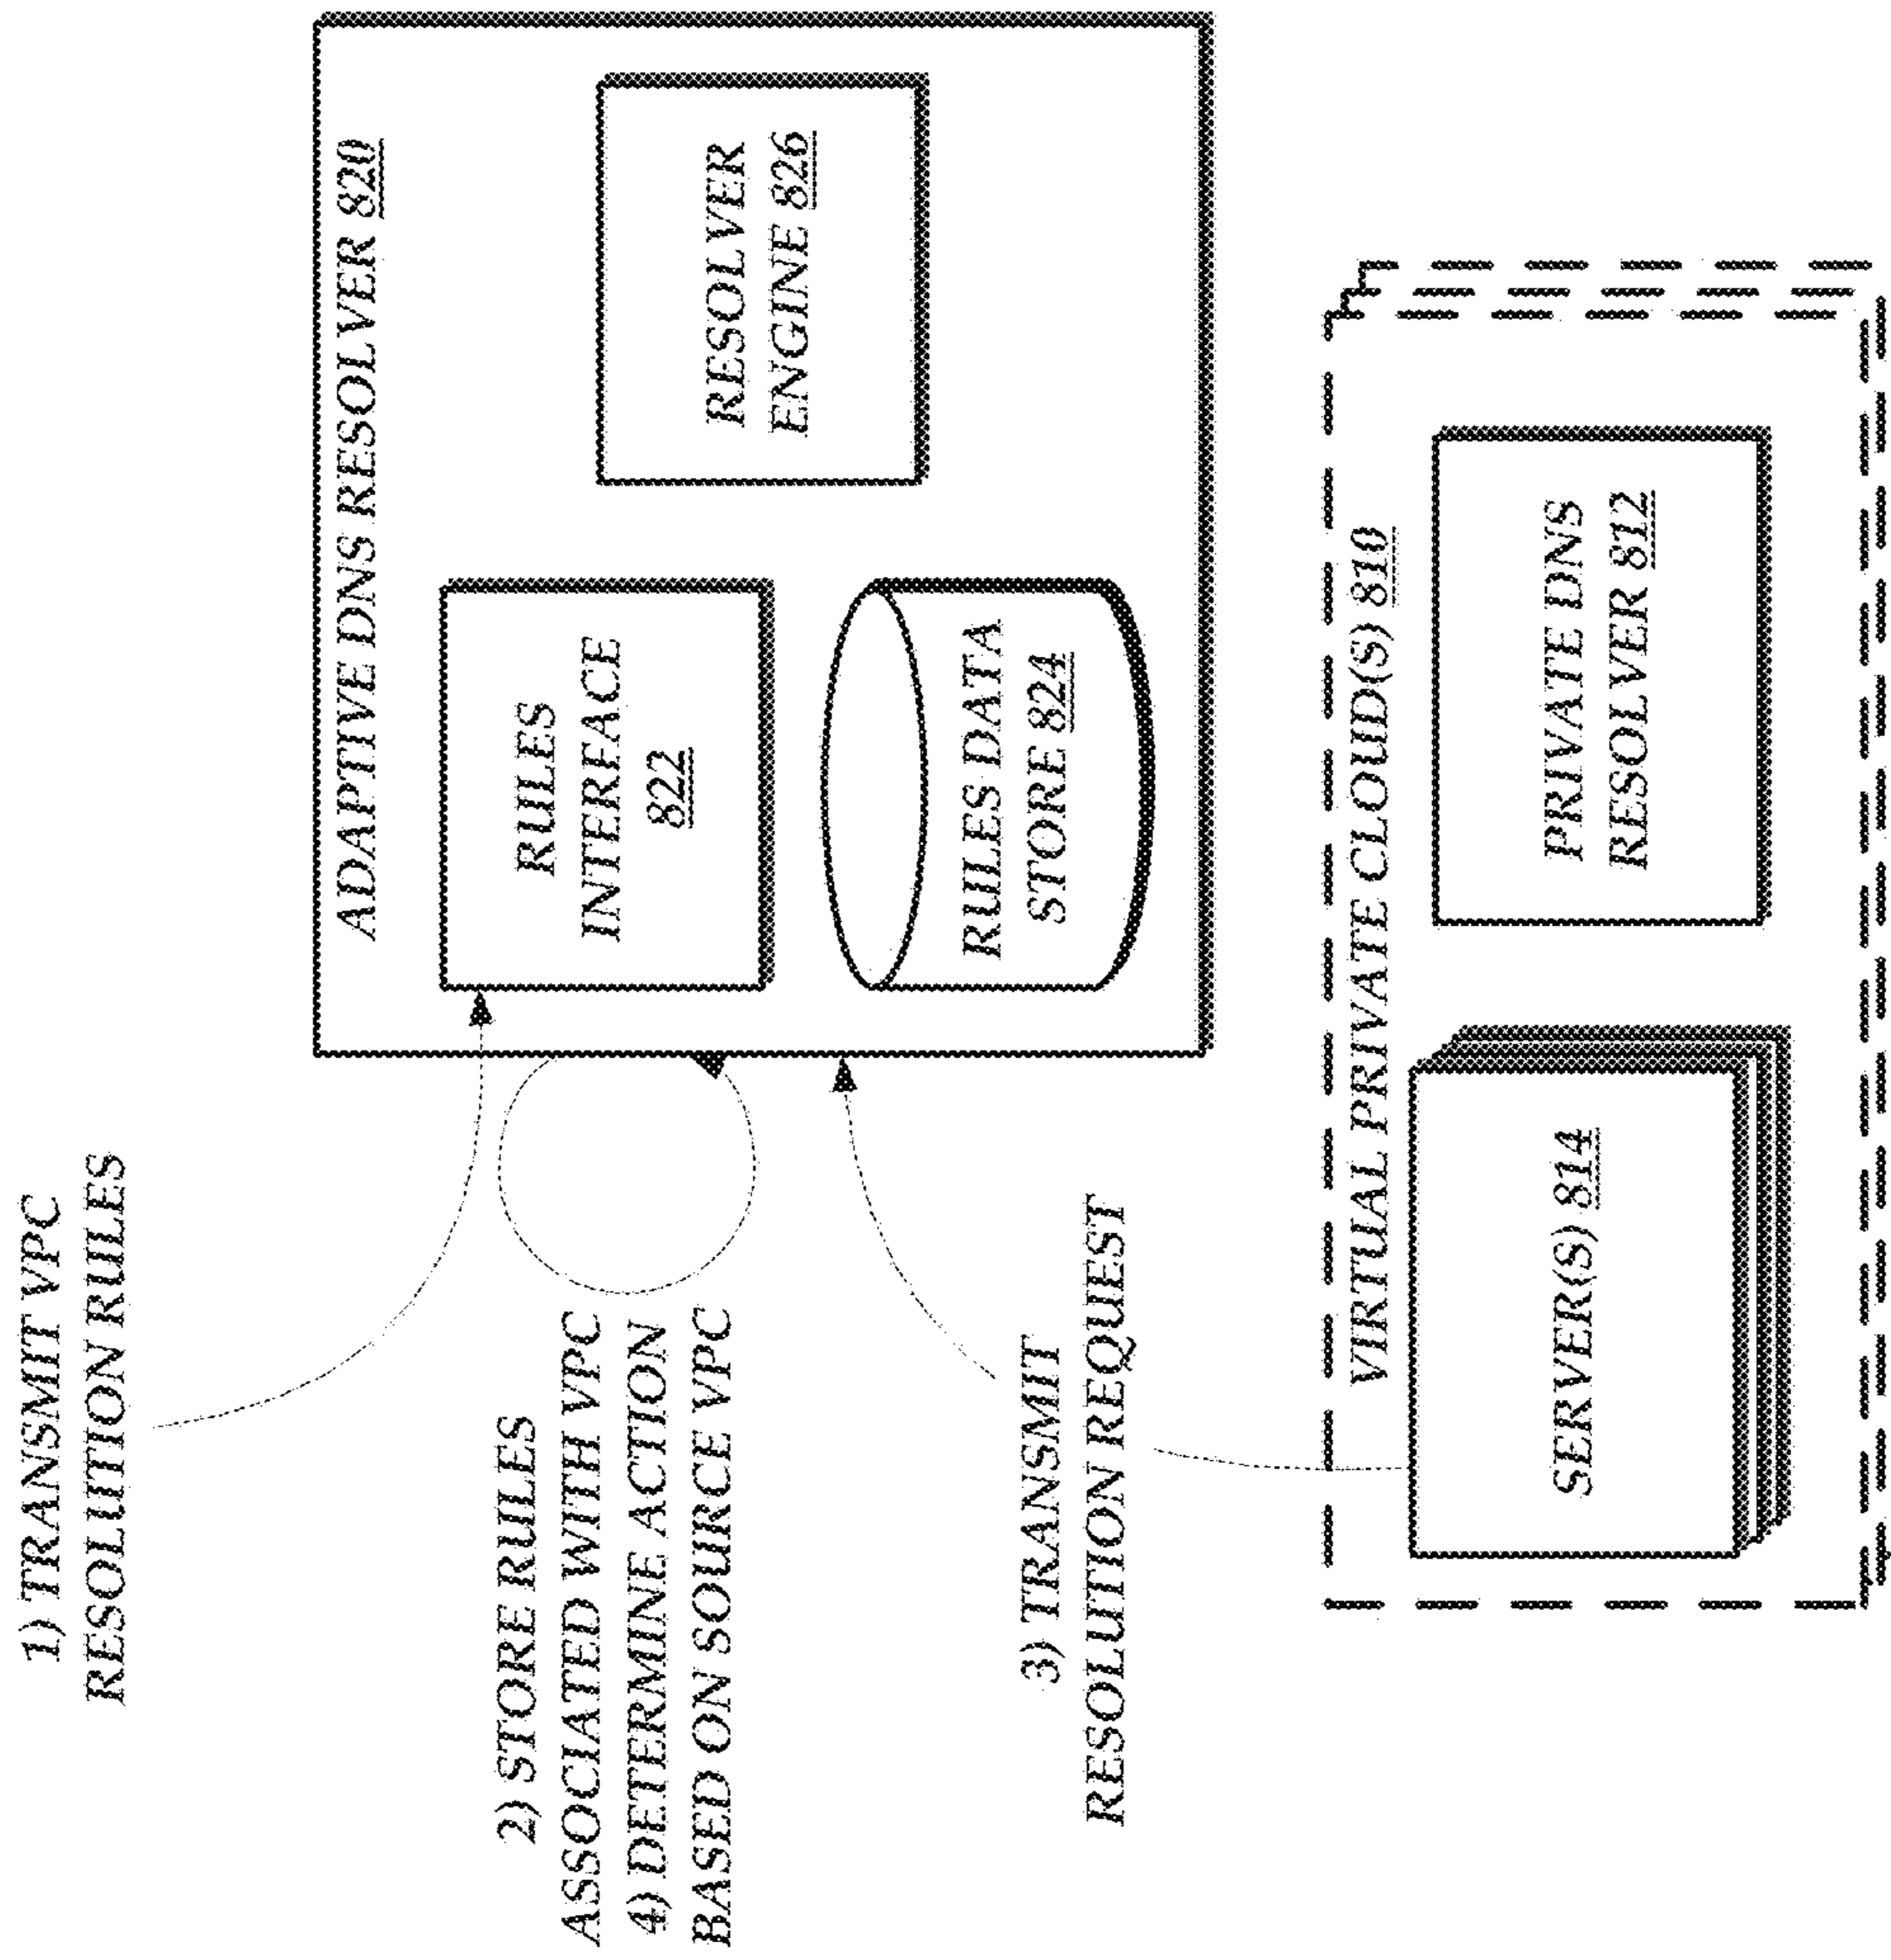 1) TRANSMIT VPC
RESOLUTION RULES
ADAPTIVE DNS RESOLVER 820
RULES
INTERFACE
822
RESOLVER
ENGINE 826
2) STORE RULES
ASSOCIATED WITH VPC
4) DETERMINE ACTION
BASED ON SOURCE VPC
RULES DATA
STORE 824
3) TRANSMIT
RESOLUTION REQUEST
VIRTUAL PRIVATE CLOUD(S) 810
SERVER(S) 814
PRIVATE DNS
RESOLVER 812